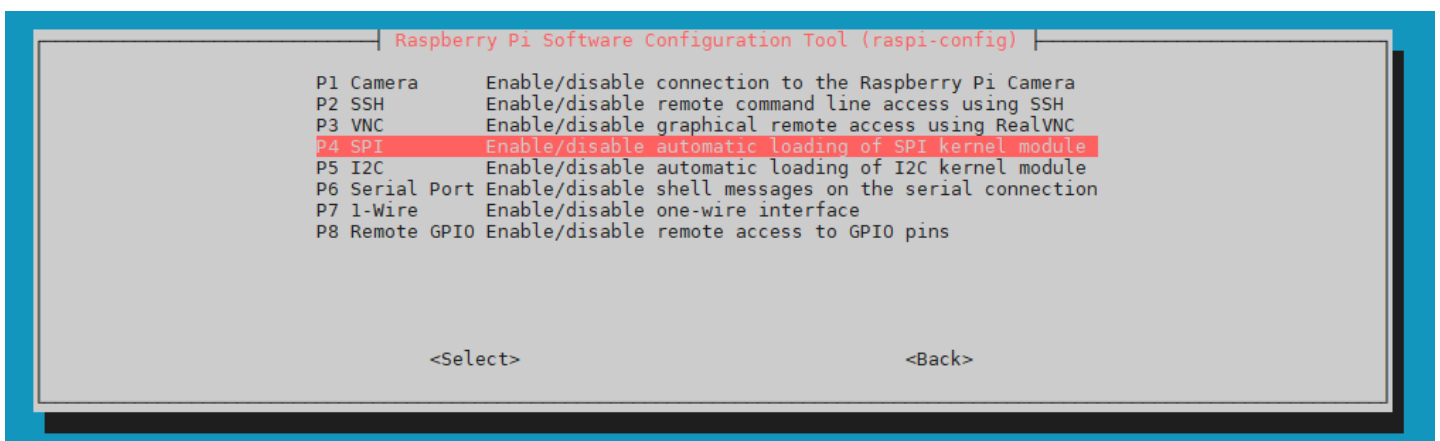 Raspberry Pi Software Configuration Tool (raspi-config)
P1 Camera Enable/disable connection to the Raspberry Pi Camera
P2 SSH Enable/disable remote command line access using SSH
P3 VNC Enable/disable graphical remote access using RealVNC
P4 SPI Enable/disable automatic loading of SPI kernel module
P5 I2C Enable/disable automatic loading of I2C kernel module
P6 Serial Port Enable/disable shell messages on the serial connection
P7 1-Wire Enable/disable one-wire interface
P8 Remote GPIO Enable/disable remote access to GPIO pins
<Select> <Back>